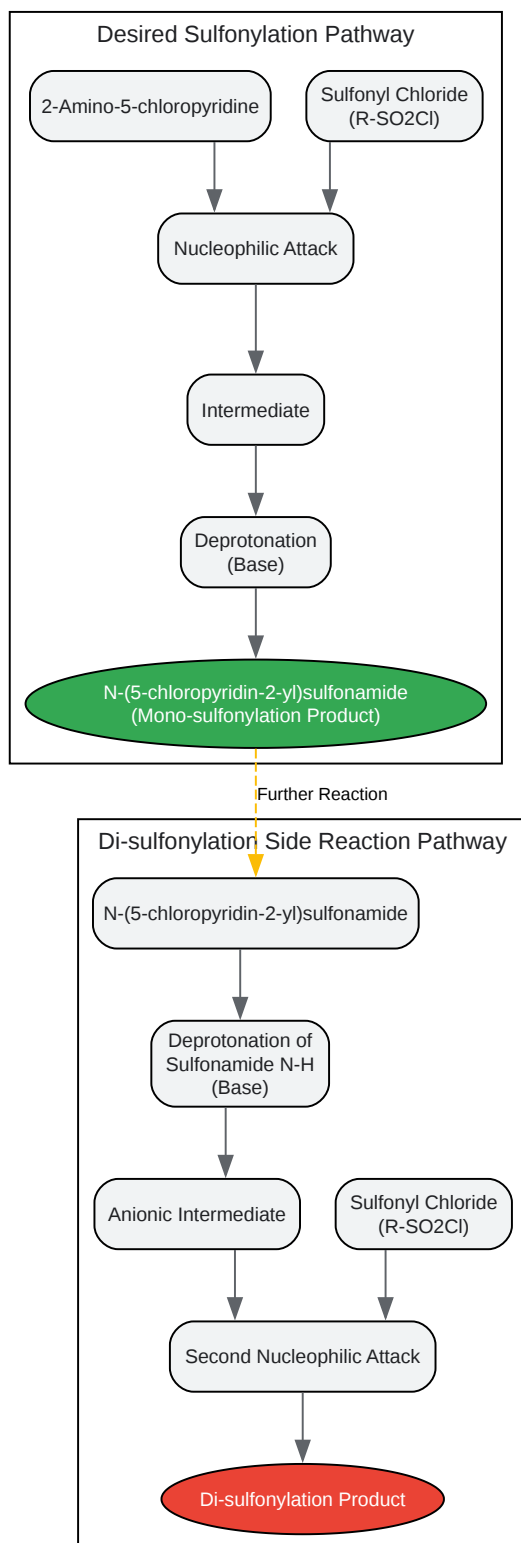 Desired Sulfonylation Pathway
2-Amino-5-chloropyridine
Sulfonyl Chloride
(R-SO2Cl)
Nucleophilic Attack
Intermediate
Deprotonation
(Base)
N-(5-chloropyridin-2-yl)sulfonamide
(Mono-sulfonylation Product)
Further Reaction
Di-sulfonylation Side Reaction Pathway
N-(5-chloropyridin-2-yl)sulfonamide
Deprotonation of
Sulfonamide N-H
(Base)
Anionic Intermediate
Sulfonyl Chloride
(R-SO2Cl)
Second Nucleophilic Attack
Di-sulfonylation Product